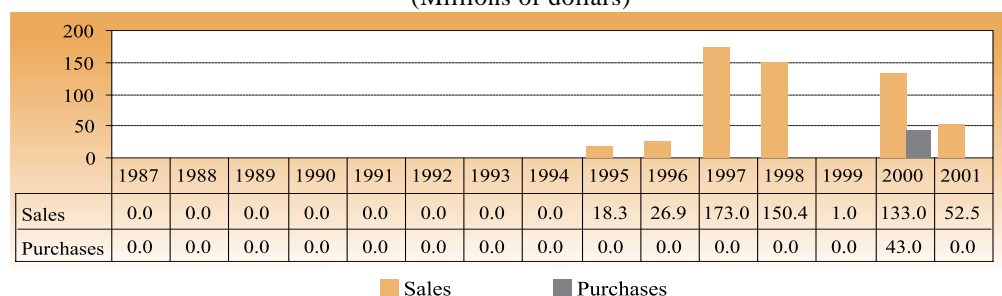 (Millions of dollars)
200
150
100
50
0
1987 1988 1989 1990 1991 1992 1993 1994 1995 1996 1997 1998 1999 2000 2001
Sales 0.0 0.0 0.0 0.0 0.0 0.0 0.0 0.0 18.3 26.9 173.0 150.4 1.0 133.0 52.5
Purchases 0.0 0.0 0.0 0.0 0.0 0.0 0.0 0.0 0.0 0.0 0.0 0.0 0.0 43.0 0.0
Sales Purchases